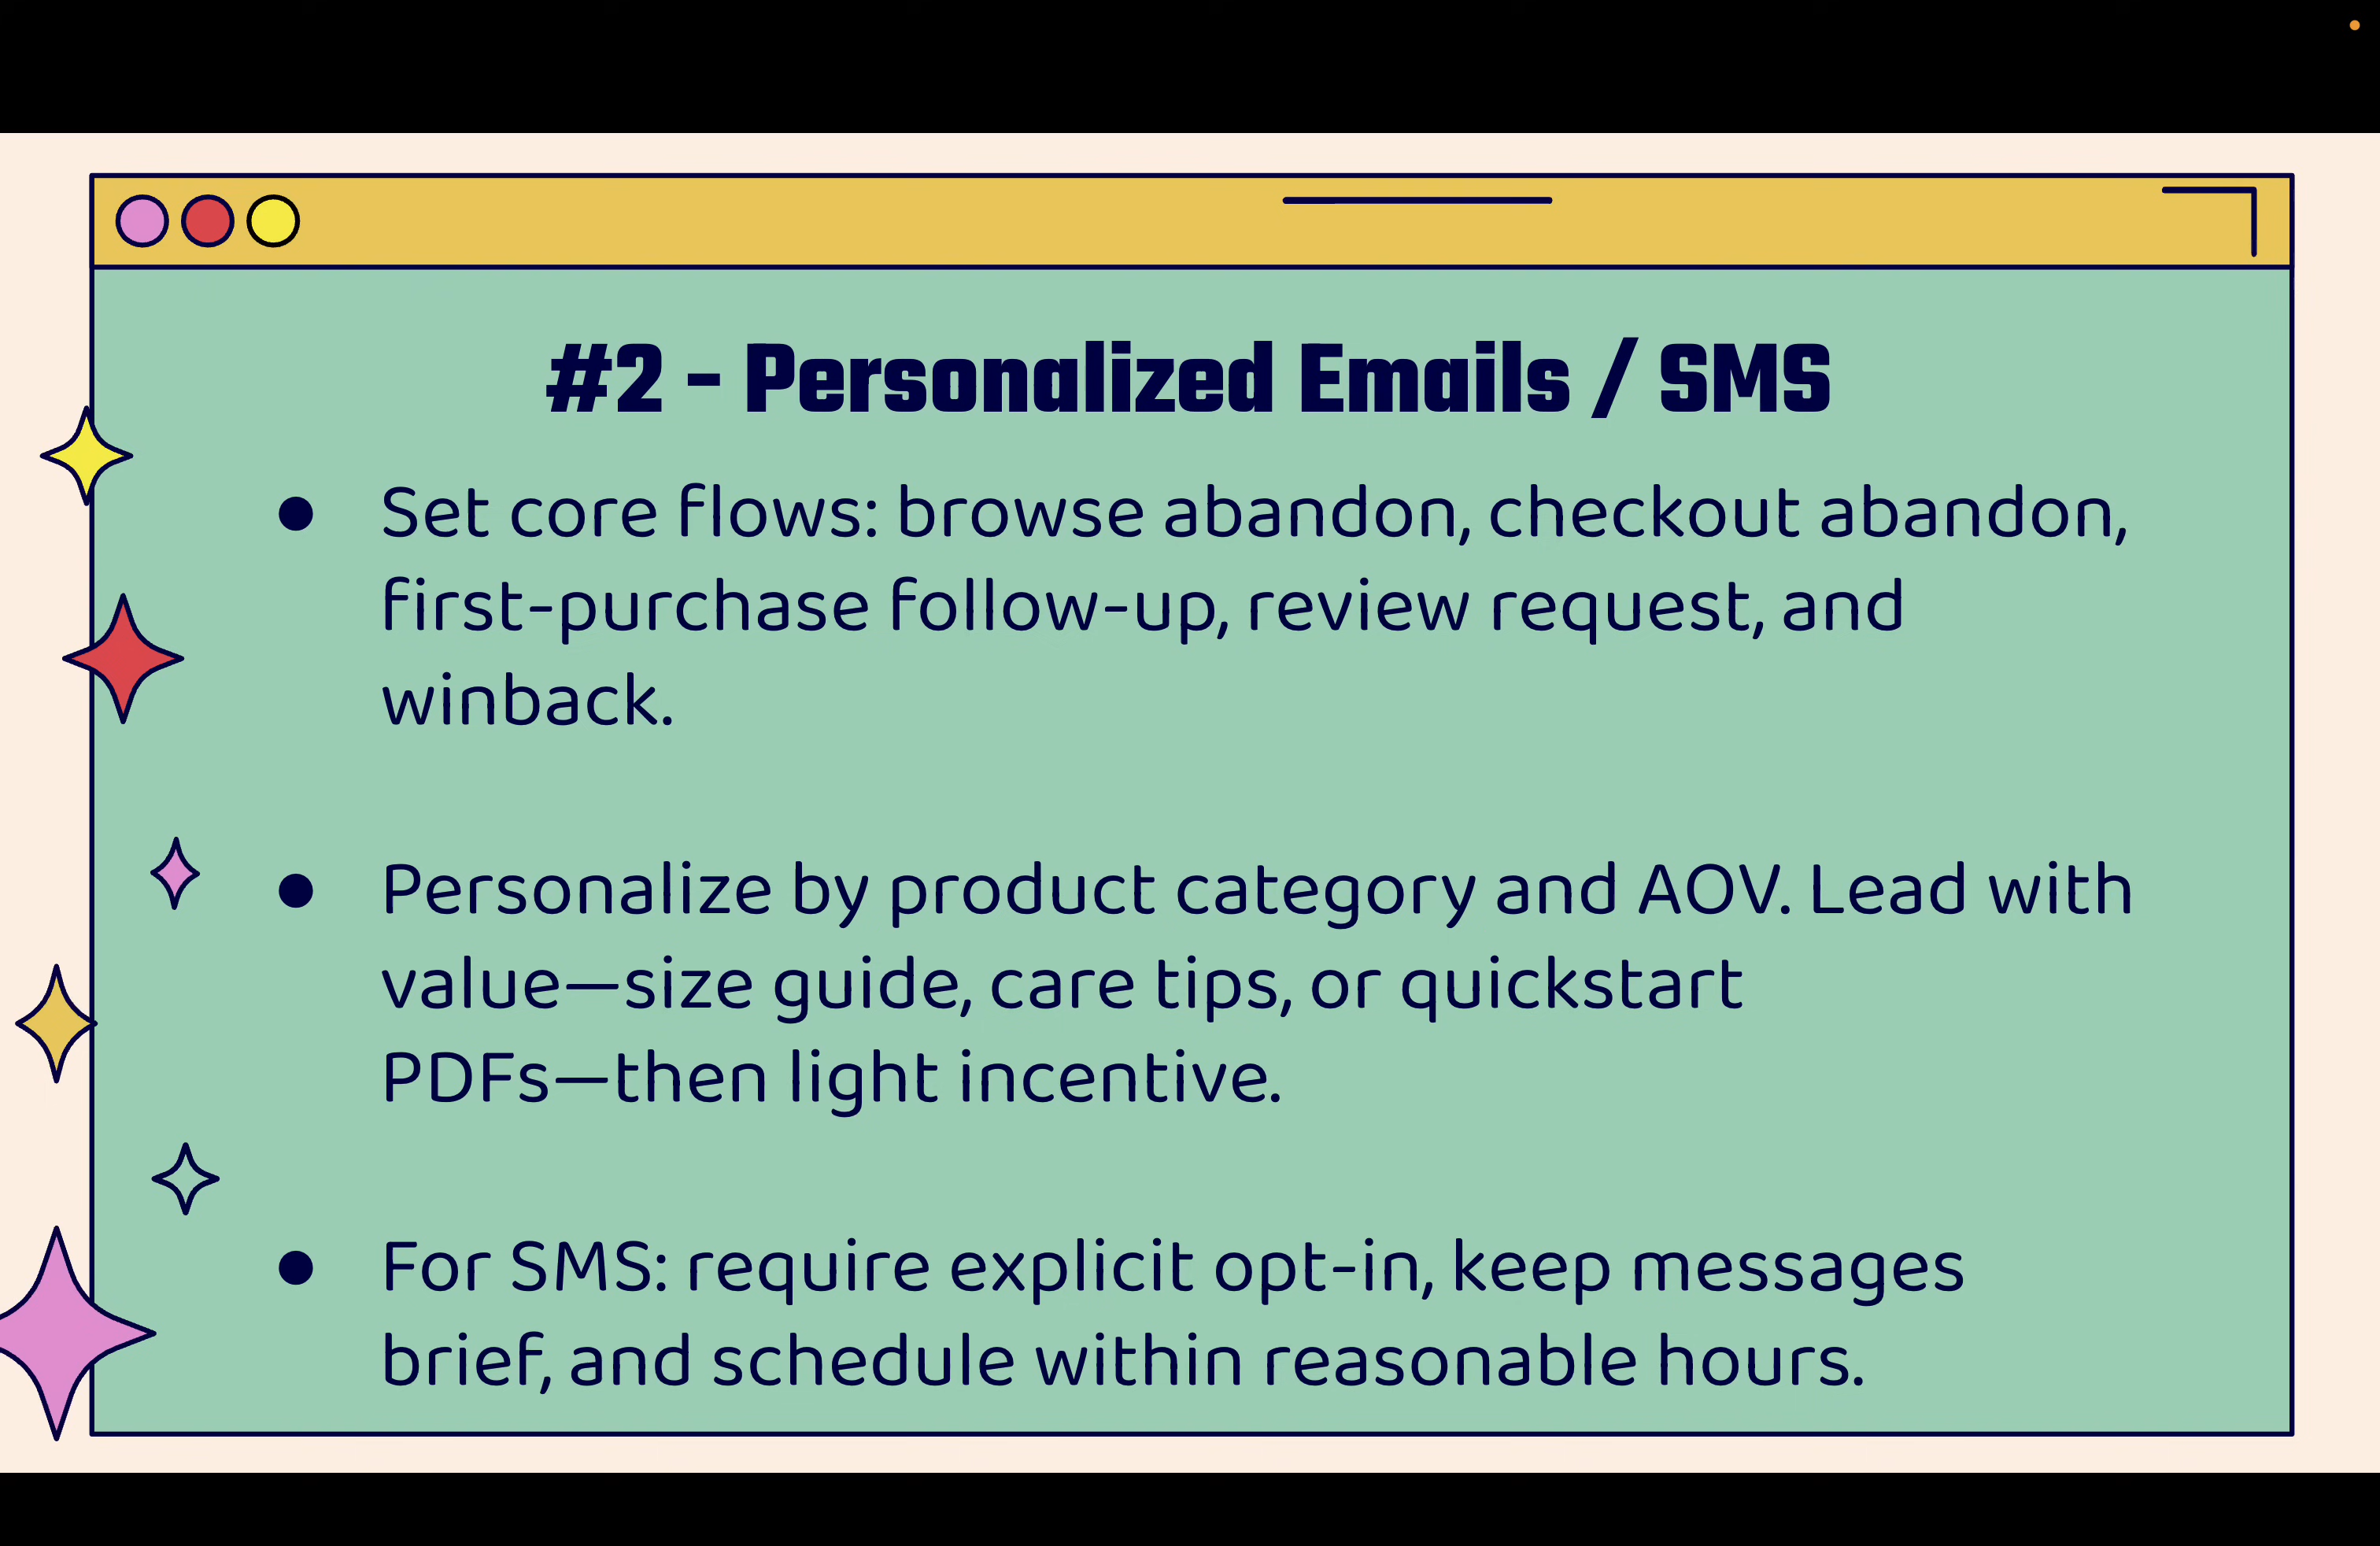 #2 - Personalized Emails / SMS
● Set core flows: browse abandon, checkout abandon,
first-purchase follow-up, review request, and
winback.
● Personalize by product category and AOV. Lead with
value—size guide, care tips, or quickstart
PDFs—then light incentive.
● For SMS: require explicit opt-in, keep messages
brief, and schedule within reasonable hours.